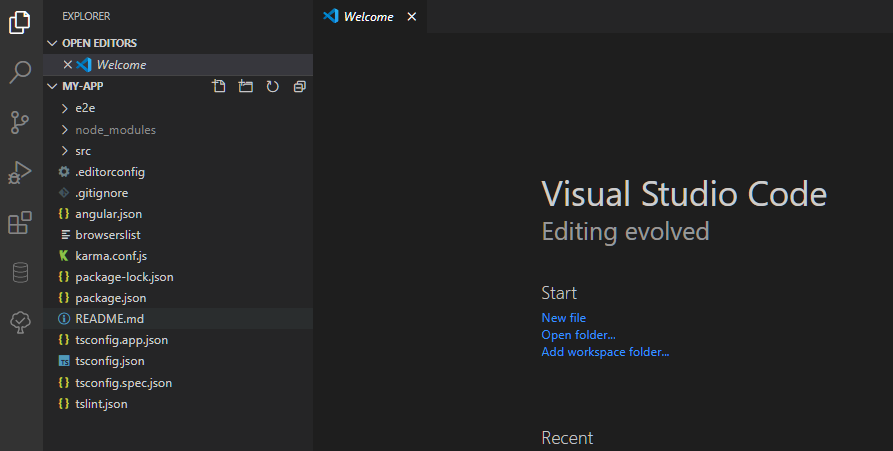 EXPLORER
OPEN EDITORS
Welcome
MY-APP
e2e
node_modules
src
.editorconfig
.gitignore
angular.json
browserslist
karma.conf.js
package-lock.json
package.json
README.md
tsconfig.app.json
tsconfig.json
tsconfig.spec.json
tslint.json
Welcome
Visual Studio Code
Editing evolved
Start
New file
Open folder...
Add workspace folder...
Recent